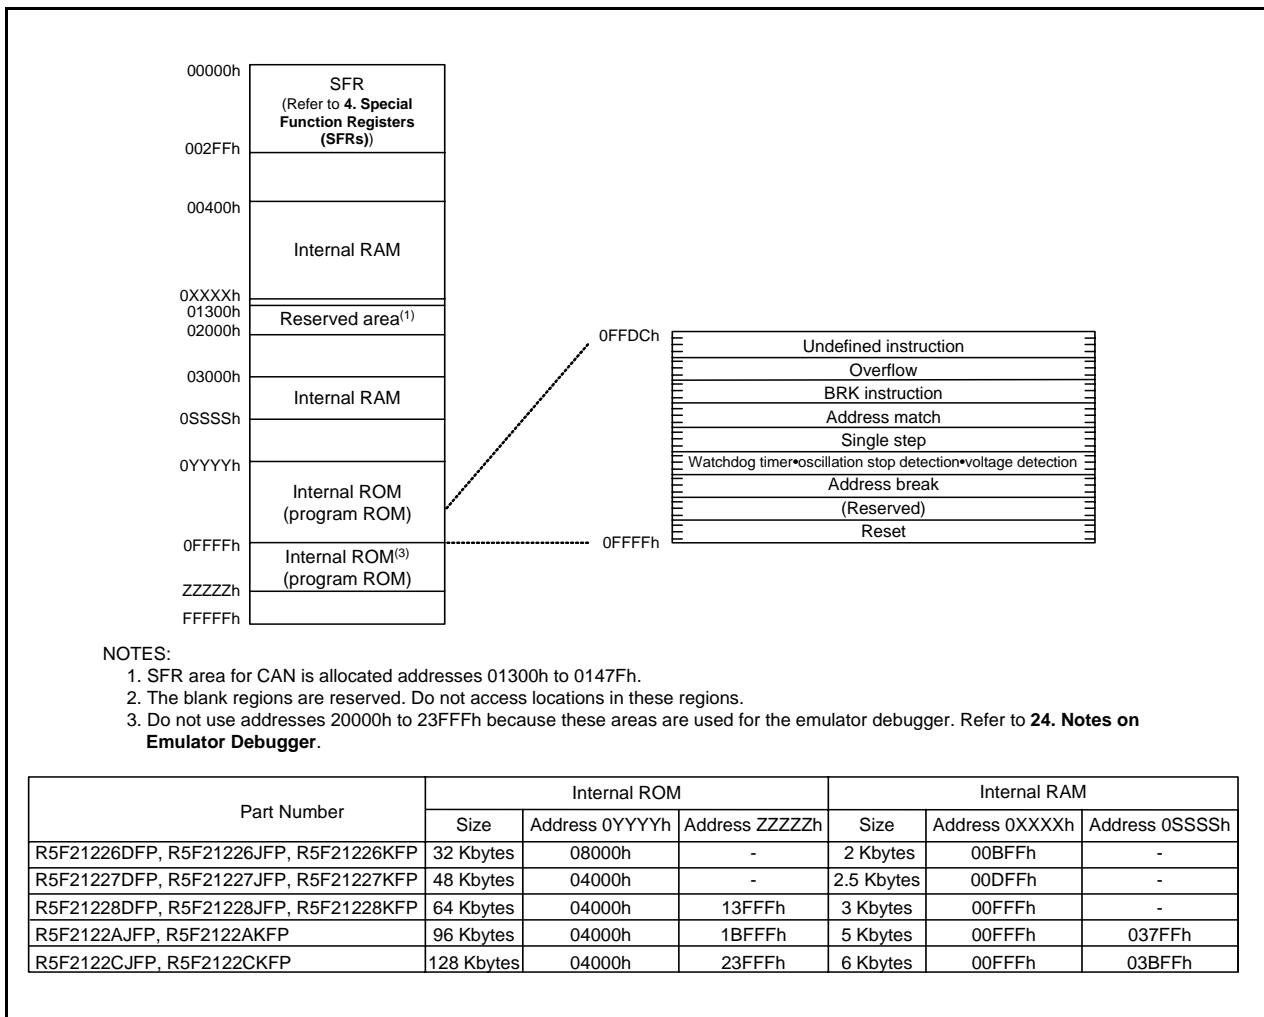 00000h
SFR
(Refer to 4. Special
Function Registers
(SFRs))
002FFh
00400h
Internal RAM
0XXXXh
01300h
Reserved area(1)
02000h
03000h
Internal RAM
0SSSSh
0YYYYh
Internal ROM
(program ROM)
0FFFFh
Internal ROM(3)
(program ROM)
ZZZZZh
FFFFFh
0FFDCh
Undefined instruction
Overflow
BRK instruction
Address match
Single step
Watchdog timer•oscillation stop detection•voltage detection
Address break
(Reserved)
Reset
0FFFFh
NOTES:
1. SFR area for CAN is allocated addresses 01300h to 0147Fh.
2. The blank regions are reserved. Do not access locations in these regions.
3. Do not use addresses 20000h to 23FFFh because these areas are used for the emulator debugger. Refer to 24. Notes on
Emulator Debugger.
Part Number Internal ROM Internal RAM
Size Address 0YYYYh Address ZZZZZh Size Address 0XXXXh Address 0SSSSh
R5F21226DFP, R5F21226JFP, R5F21226KFP 32 Kbytes 08000h - 2 Kbytes 00BFFh -
R5F21227DFP, R5F21227JFP, R5F21227KFP 48 Kbytes 04000h - 2.5 Kbytes 00DFFh -
R5F21228DFP, R5F21228JFP, R5F21228KFP 64 Kbytes 04000h 13FFFh 3 Kbytes 00FFFh -
R5F2122AJFP, R5F2122AKFP 96 Kbytes 04000h 1BFFFh 5 Kbytes 00FFFh 037FFh
R5F2122CJFP, R5F2122CKFP 128 Kbytes 04000h 23FFFh 6 Kbytes 00FFFh 03BFFh